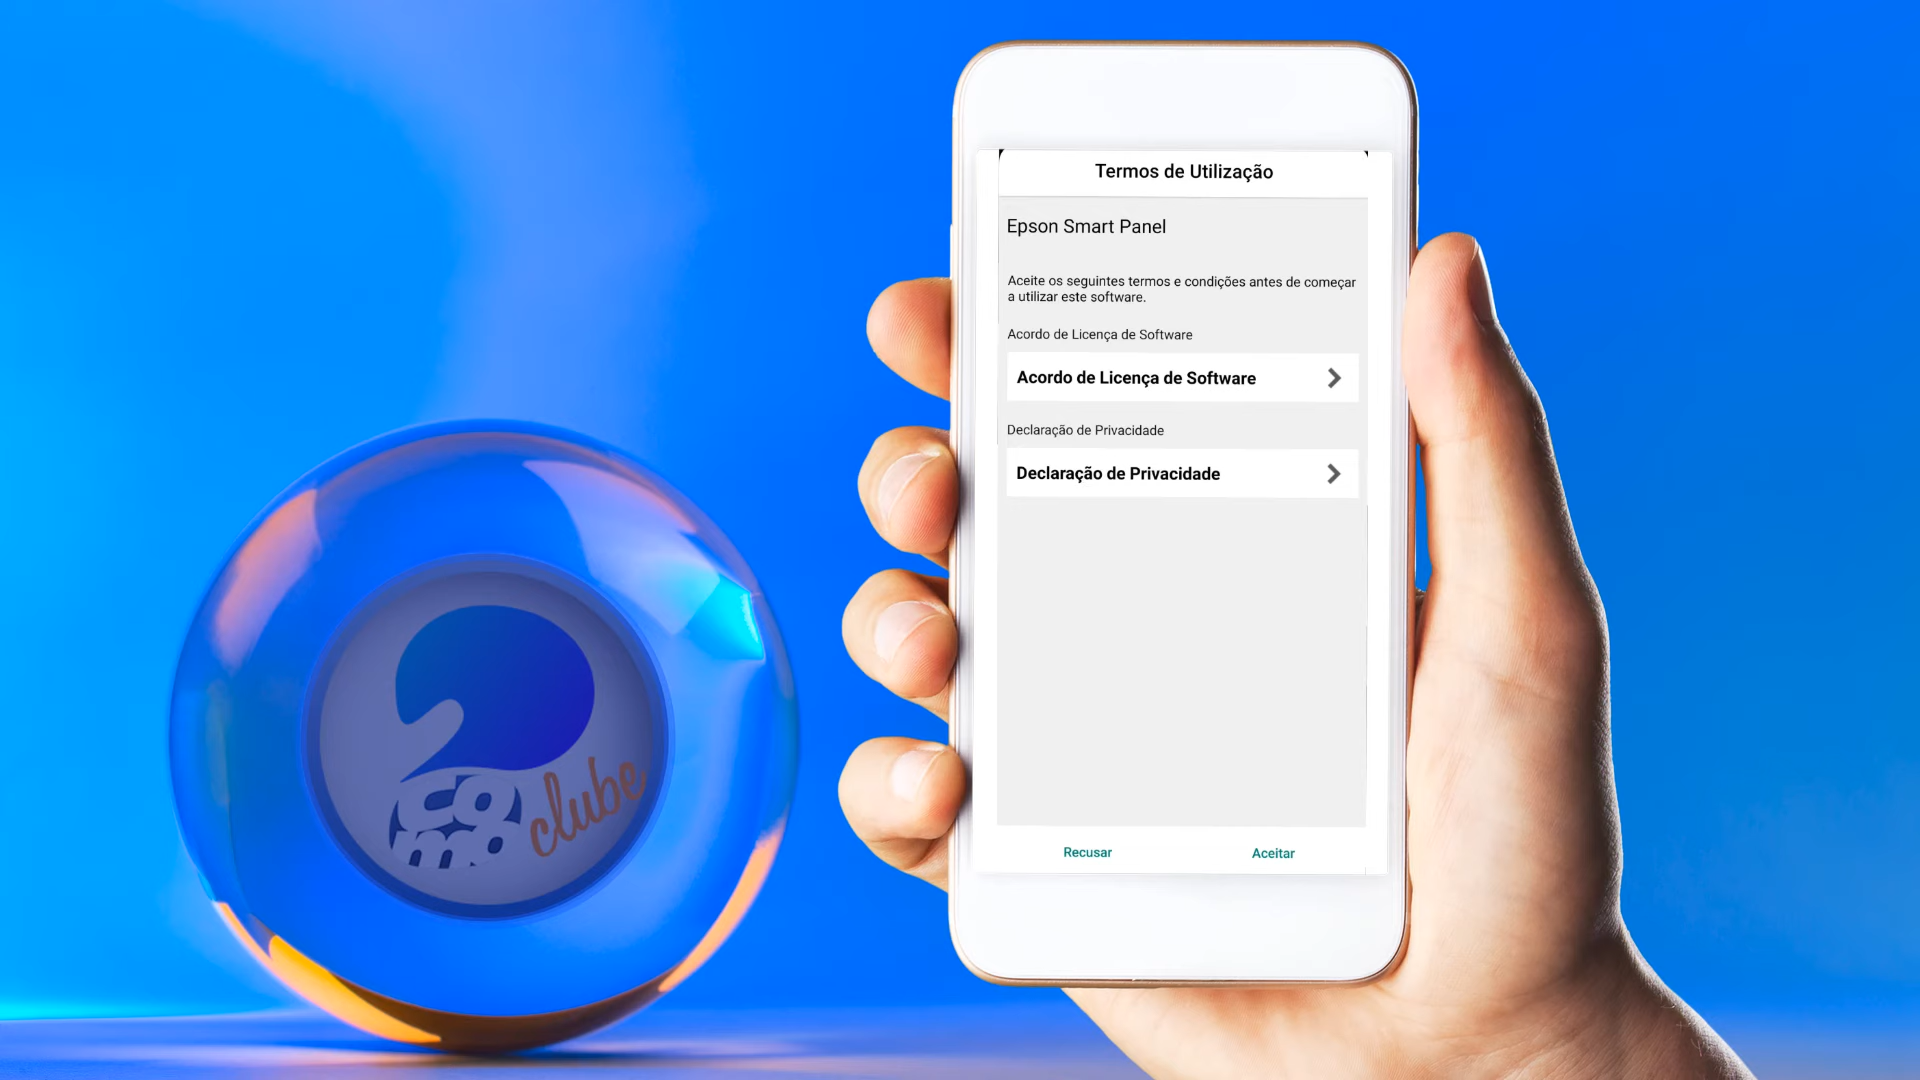 Termos de Utilização
Epson Smart Panel
Aceite os seguintes termos e condições antes de começar
a utilizar este software.
Acordo de Licença de Software
Acordo de Licença de Software
Declaração de Privacidade
Declaração de Privacidade
Recusar
Aceitar
como
clube